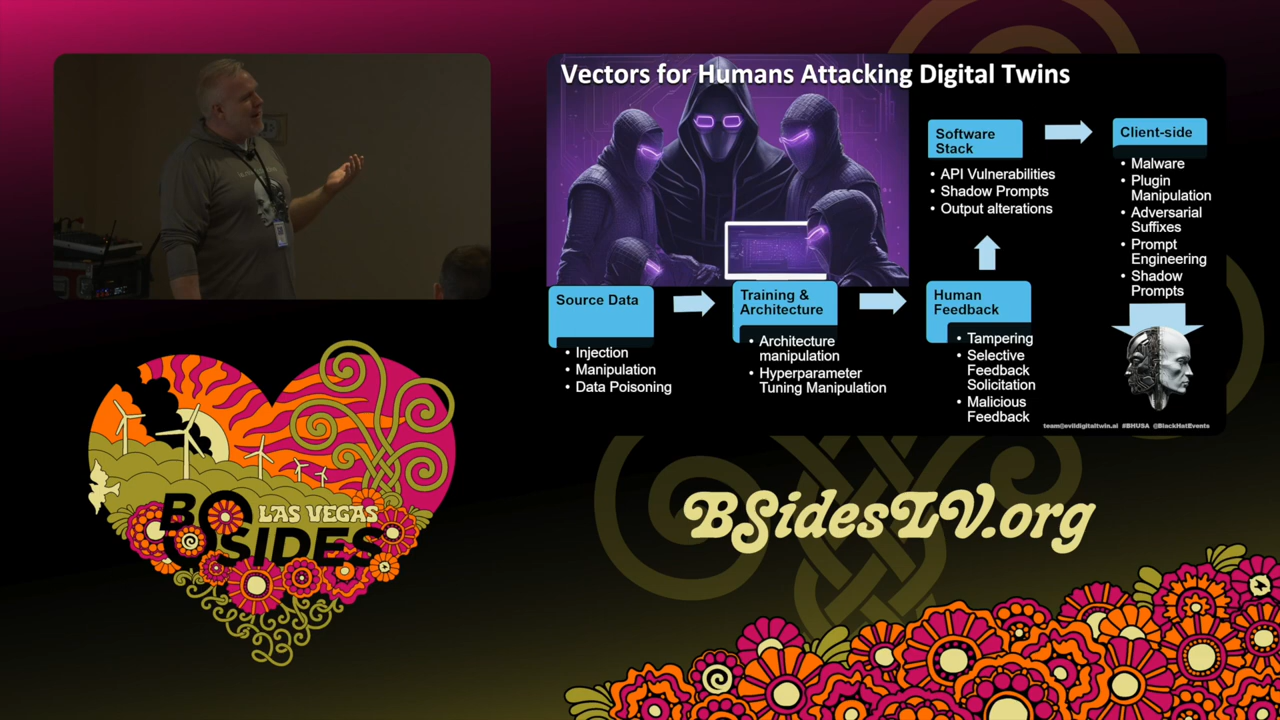 Vectors for Humans Attacking Digital Twins
Source Data
• Injection
• Manipulation
• Data Poisoning
Training &
Architecture
• Architecture
manipulation
• Hyperparameter
Tuning Manipulation
Human
Feedback
• Tampering
• Selective
Feedback
Solicitation
• Malicious
Feedback
Software
Stack
• API Vulnerabilities
• Shadow Prompts
• Output alterations
Client-side
• Malware
• Plugin
Manipulation
• Adversarial
Suffixes
• Prompt
Engineering
• Shadow
Prompts
team@evildigitaltwin.ai #BHUSA @BlackHatEvents
LAS VEGAS
BSIDES
23
BSidesLV.org